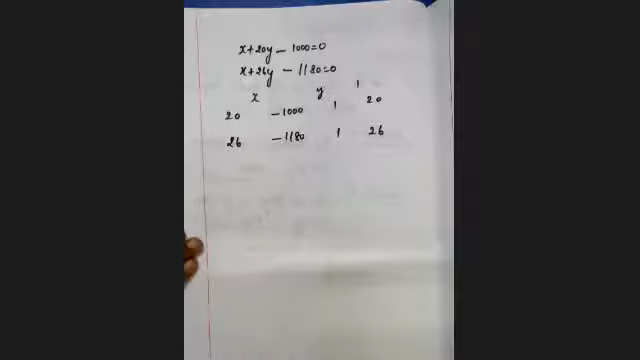 x+20y - 1000=0
x+26y - 1180=0
x y 1
20 -1000 1 20
26 -1180 1 26